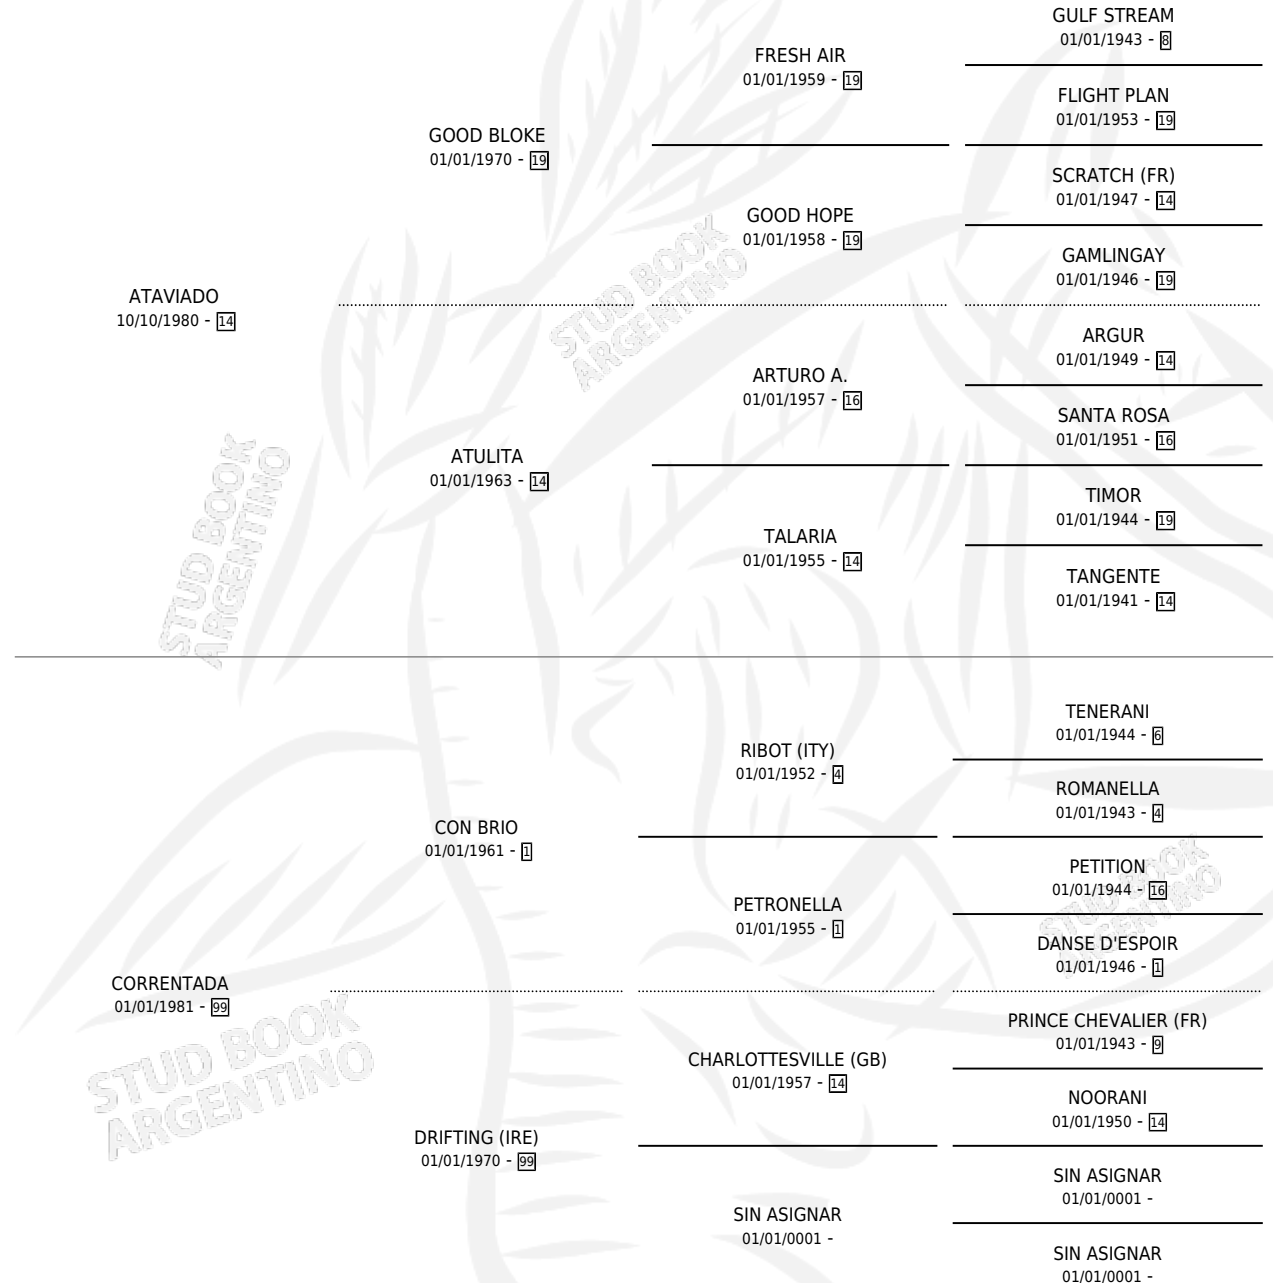 GULF STREAM
01/01/1943 - 8
FRESH AIR
01/01/1959 - 19
FLIGHT PLAN
01/01/1953 - 19
GOOD BLOKE
01/01/1970 - 19
SCRATCH (FR)
01/01/1947 - 14
GOOD HOPE
01/01/1958 - 19
GAMLINGAY
01/01/1946 - 19
ATAVIADO
10/10/1980 - 14
STUD BOOK
ARGENTINO
ARGUR
01/01/1949 - 14
ARTURO A.
01/01/1957 - 16
SANTA ROSA
01/01/1951 - 16
ATULITA
01/01/1963 - 14
STUD BOOK
ARGENTINO
TIMOR
01/01/1944 - 19
TALARIA
01/01/1955 - 14
TANGENTE
01/01/1941 - 14
TENERANI
01/01/1944 - 6
RIBOT (ITY)
01/01/1952 - 4
ROMANELLA
01/01/1943 - 4
CON BRIO
01/01/1961 - 1
PETITION
01/01/1944 - 16
STUD BOOK
ARGENTINO
PETRONELLA
01/01/1955 - 1
DANSE D'ESPOIR
01/01/1946 - 1
CORRENTADA
01/01/1981 - 99
STUD BOOK
ARGENTINO
PRINCE CHEVALIER (FR)
01/01/1943 - 9
CHARLOTTESVILLE (GB)
01/01/1957 - 14
NOORANI
01/01/1950 - 14
DRIFTING (IRE)
01/01/1970 - 99
SIN ASIGNAR
01/01/0001 -
SIN ASIGNAR
01/01/0001 -
SIN ASIGNAR
01/01/0001 -